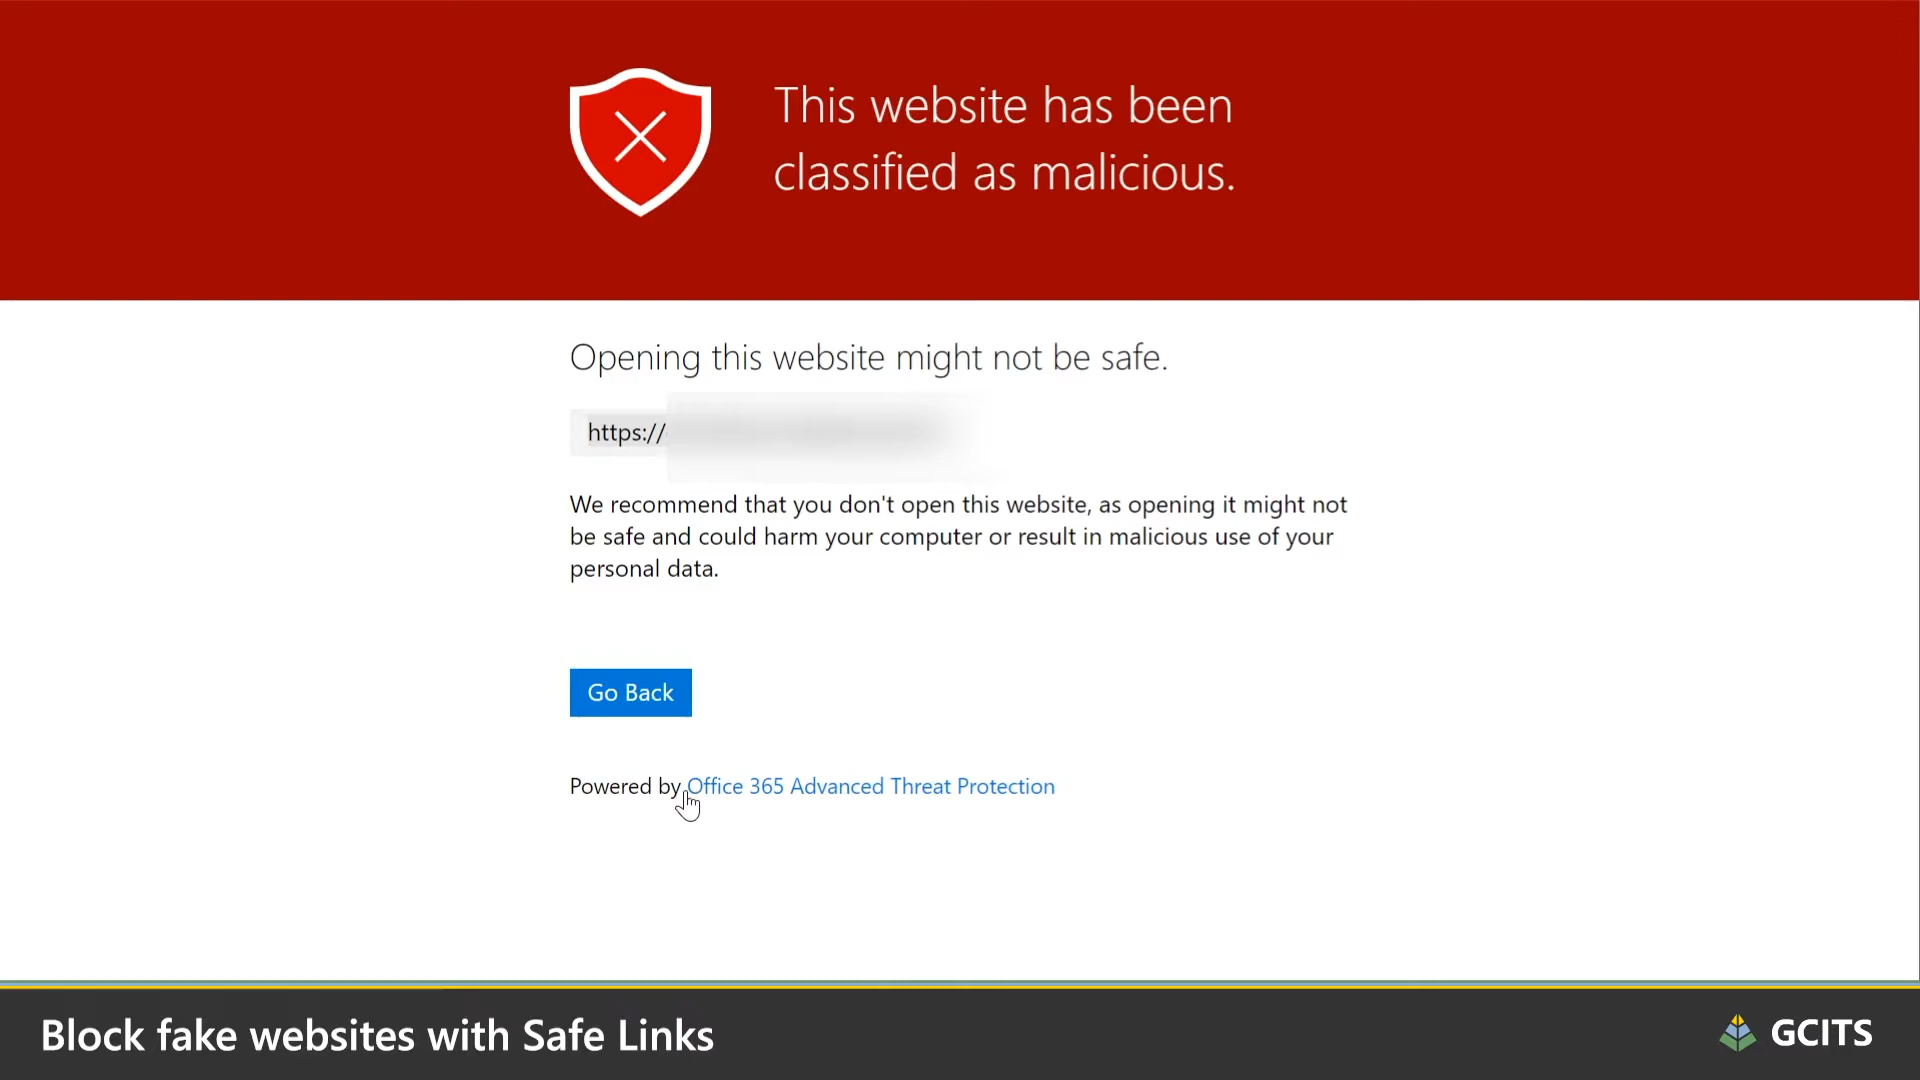 This website has been
classified as malicious.
Opening this website might not be safe.
https://
We recommend that you don't open this website, as opening it might not
be safe and could harm your computer or result in malicious use of your
personal data.
Go Back
Powered by Office 365 Advanced Threat Protection
Block fake websites with Safe Links
GCITS